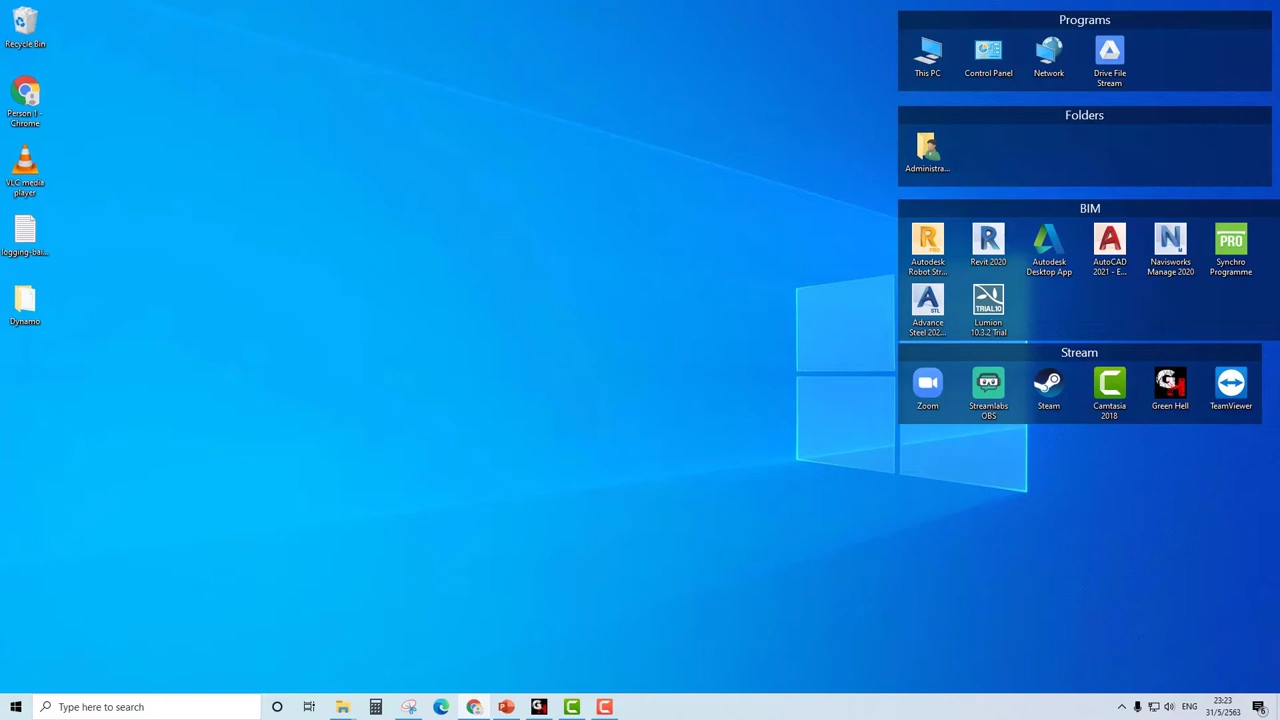 Recycle Bin
Person 1 -
Chrome
VLC media
player
logging-bai...
Dynamo
Programs
This PC
Control Panel
Network
Drive File
Stream
Folders
Administra...
BIM
Autodesk
Robot Str...
Revit 2020
Autodesk
Desktop App
AutoCAD
2021 - E...
Navisworks
Manage 2020
PRO
Synchro
Programme
Advance
Steel 202...
TRIAL10
Lumion
10.3.2 Trial
Stream
Zoom
Streamlabs
OBS
Steam
Camtasia
2018
Green Hell
TeamViewer
Type here to search
ENG
23:23
31/5/2563
6